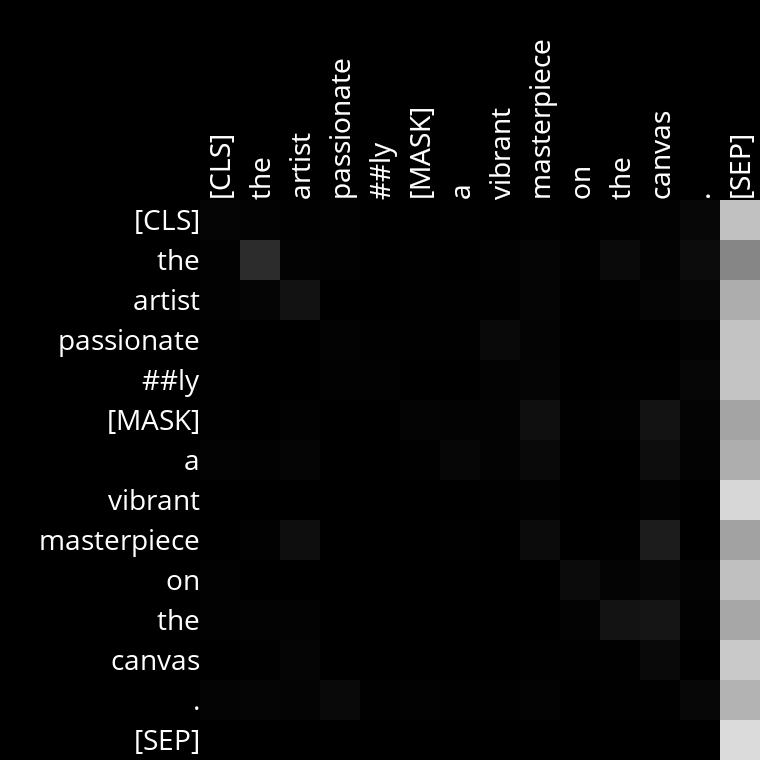 [CLS] the artist passionate ##ly [MASK] a vibrant masterpiece on the canvas . [SEP]
[CLS]
the
artist
passionate
##ly
[MASK]
a
vibrant
masterpiece
on
the
canvas
.
[SEP]